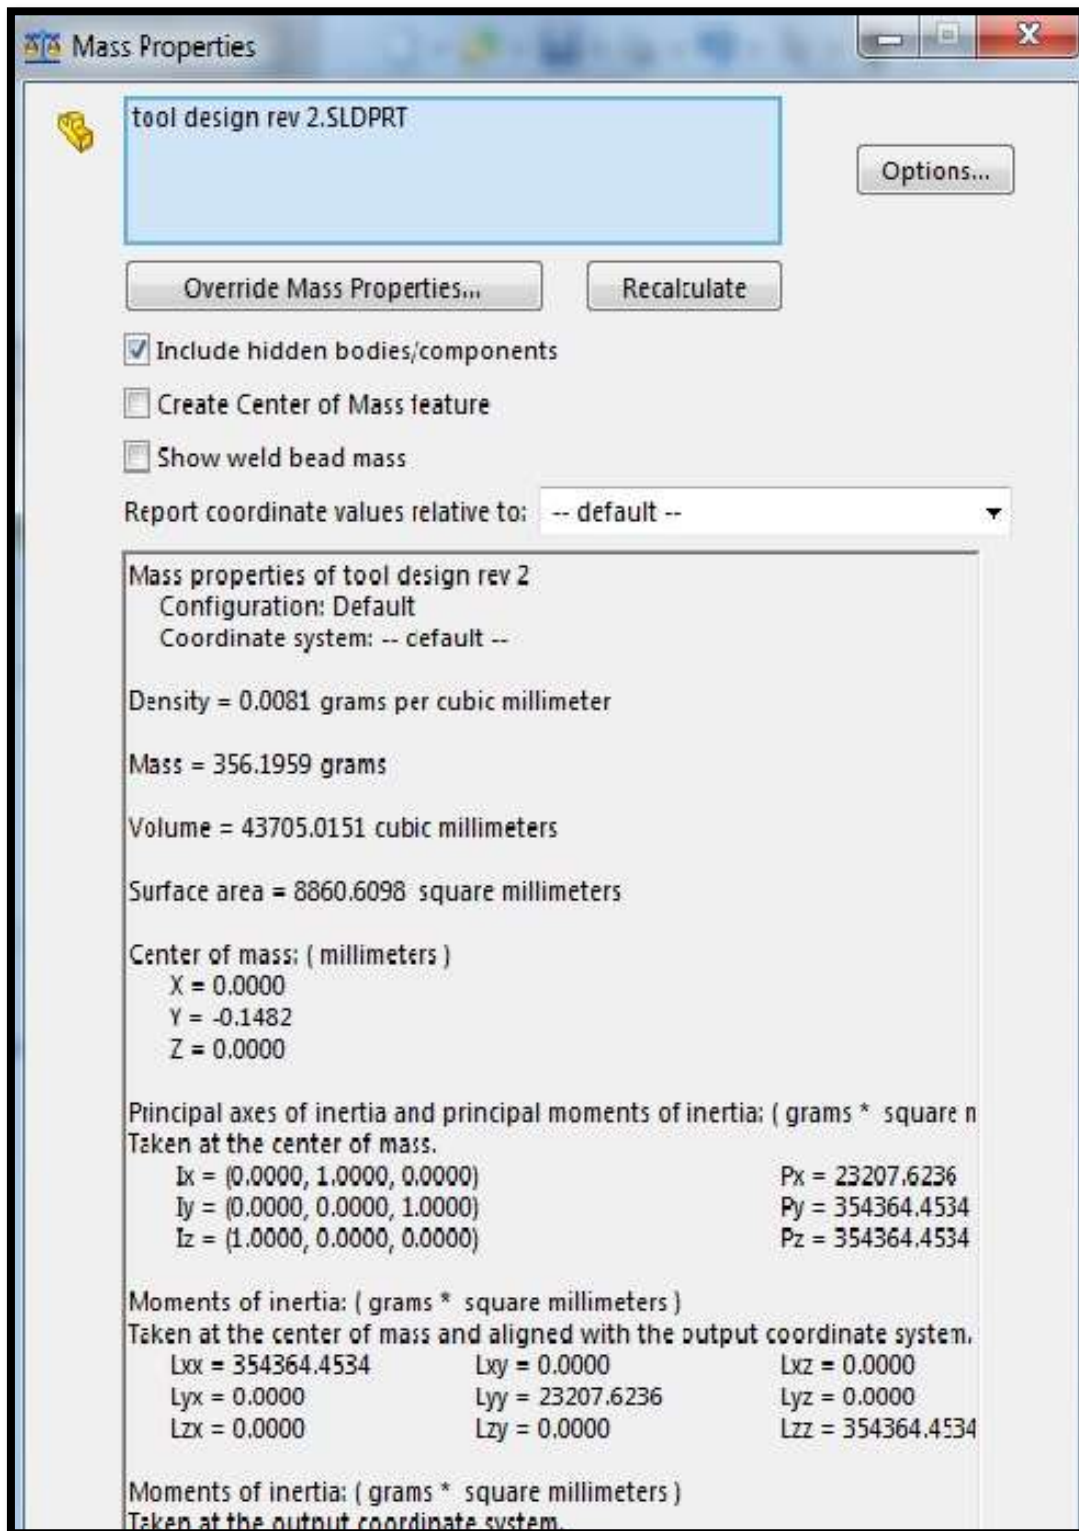 Mass Properties
tool design rev 2.SLDPRT
Options...
Override Mass Properties... Recalculate
Include hidden bodies/components
Create Center of Mass feature
Show weld bead mass
Report coordinate values relative to: -- default --
Mass properties of tool design rev 2
Configuration: Default
Coordinate system: -- default --
Density = 0.0081 grams per cubic millimeter
Mass = 356.1959 grams
Volume = 43705.0151 cubic millimeters
Surface area = 8860.6098 square millimeters
Center of mass: ( millimeters )
X = 0.0000
Y = -0.1482
Z = 0.0000
Principal axes of inertia and principal moments of inertia: ( grams * square m
Taken at the center of mass.
Ix = (0.0000, 1.0000, 0.0000) Px = 23207.6236
Iy = (0.0000, 0.0000, 1.0000) Py = 354364.4534
Iz = (1.0000, 0.0000, 0.0000) Pz = 354364.4534
Moments of inertia: ( grams * square millimeters )
Taken at the center of mass and aligned with the output coordinate system.
Lxx = 354364.4534 Lxy = 0.0000 Lxz = 0.0000
Lyx = 0.0000 Lyy = 23207.6236 Lyz = 0.0000
Lzx = 0.0000 Lzy = 0.0000 Lzz = 354364.4534
Moments of inertia: ( grams * square millimeters )
Taken at the output coordinate system.